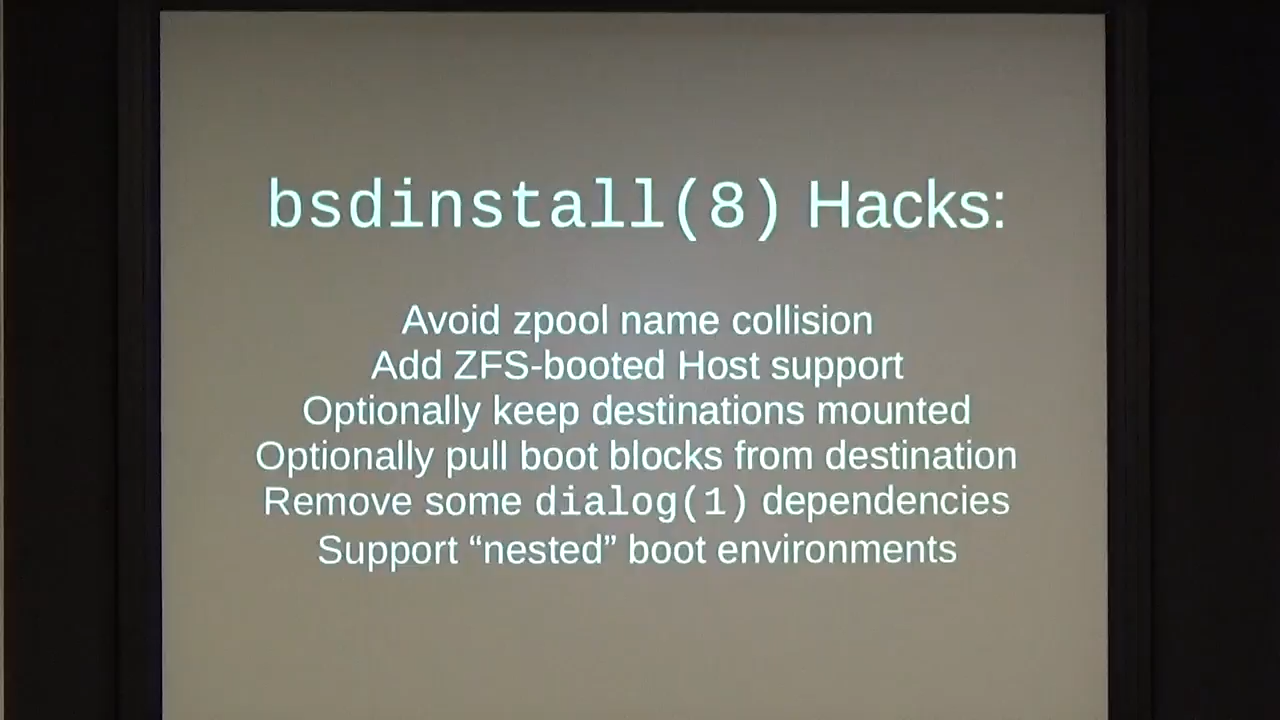 bsdinstall(8) Hacks:
Avoid zpool name collision
Add ZFS-booted Host support
Optionally keep destinations mounted
Optionally pull boot blocks from destination
Remove some dialog(1) dependencies
Support “nested” boot environments